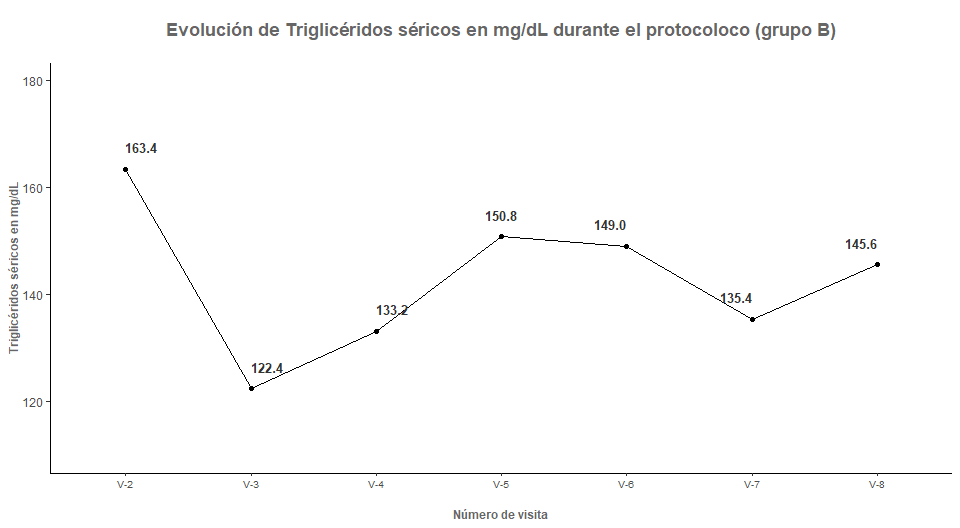 Evolución de Triglicéridos séricos en mg/dL durante el protocoloco (grupo B)
Triglicéridos séricos en mg/dL
180
160
140
120
163.4
122.4
133.2
150.8
149.0
135.4
145.6
V-2
V-3
V-4
V-5
V-6
V-7
V-8
Número de visita